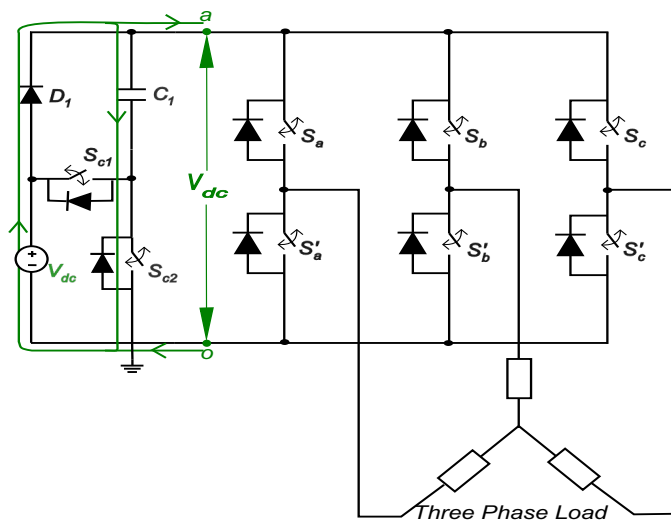 a
D1
C1
Sc1
Vdc
Sa
Sb
Sc
+
−
Vdc
Sc2
S'a
S'b
S'c
o
Three Phase Load